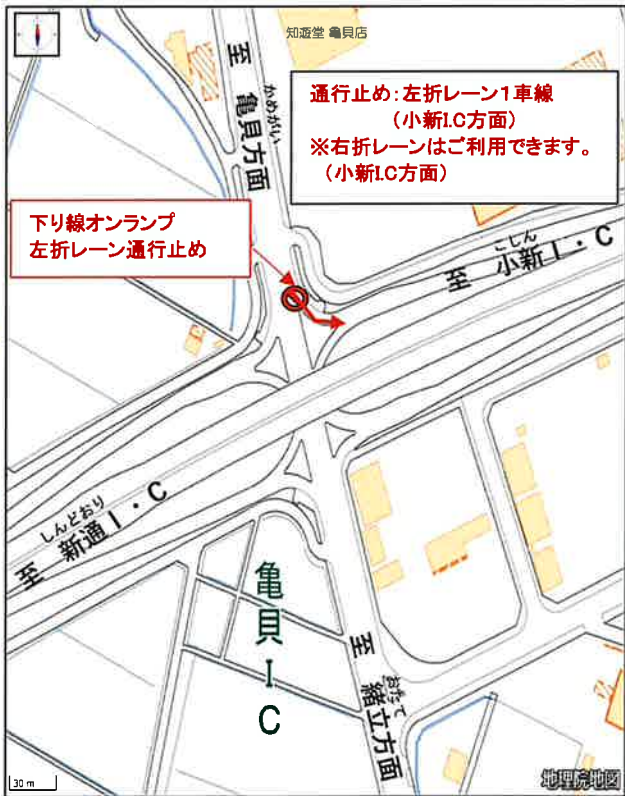 知遊堂 亀貝店
至 亀貝方面
かめがい
通行止め：左折レーン1車線
（小新I.C方面）
※右折レーンはご利用できます。
（小新I.C方面）
下り線オンランプ
左折レーン通行止め
こしん
至 小新I・C
しんどおり
至 新通I・C
亀貝IC
おたて
至 緒立方面
30 m
地理院地図